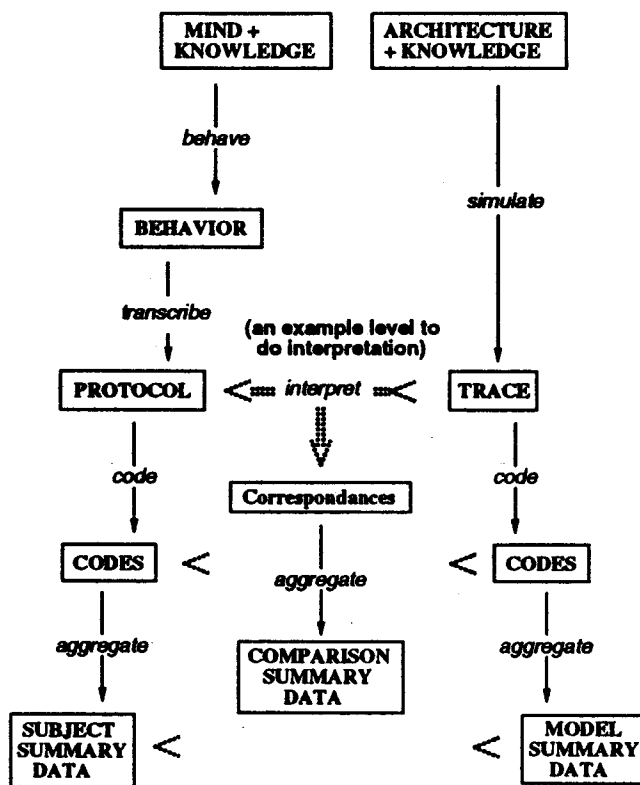 MIND +
KNOWLEDGE
ARCHITECTURE
+ KNOWLEDGE
behave
simulate
BEHAVIOR
transcribe
(an example level to
do interpretation)
PROTOCOL
interpret
TRACE
code
code
Correspondances
CODES
CODES
aggregate
aggregate
aggregate
COMPARISON
SUMMARY
DATA
SUBJECT
SUMMARY
DATA
MODEL
SUMMARY
DATA